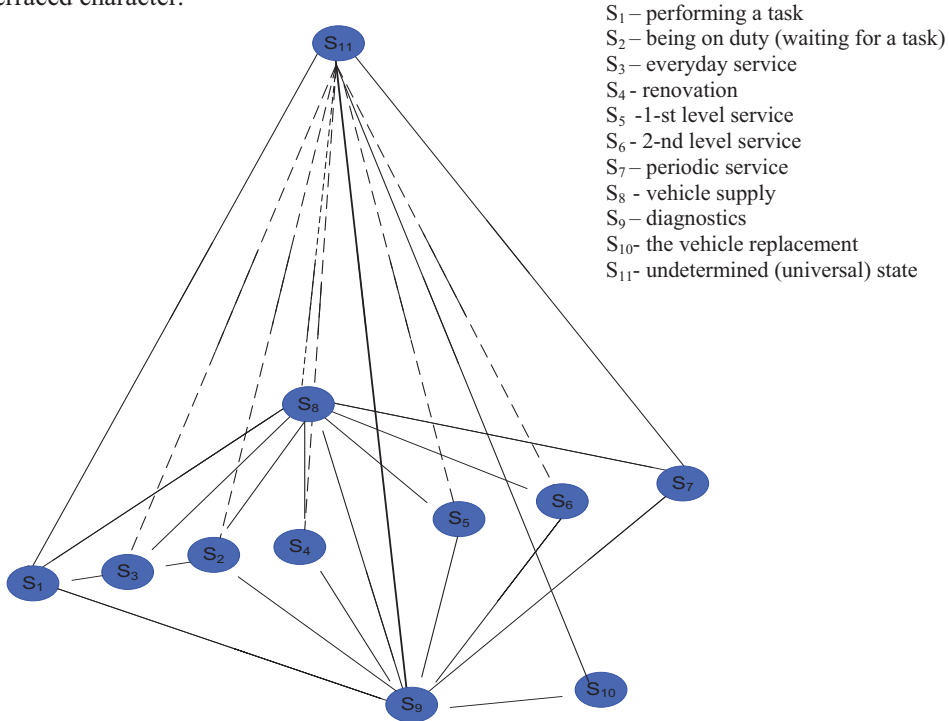 erraced character.
S₁₁
S₁ – performing a task
S₂ – being on duty (waiting for a task)
S₃ – everyday service
S₄ - renovation
S₅ -1-st level service
S₆ - 2-nd level service
S₇ – periodic service
S₈ - vehicle supply
S₉ – diagnostics
S₁₀- the vehicle replacement
S₁₁- undetermined (universal) state
S₈
S₇
S₆
S₅
S₄
S₂
S₃
S₁
S₁₀
S₉